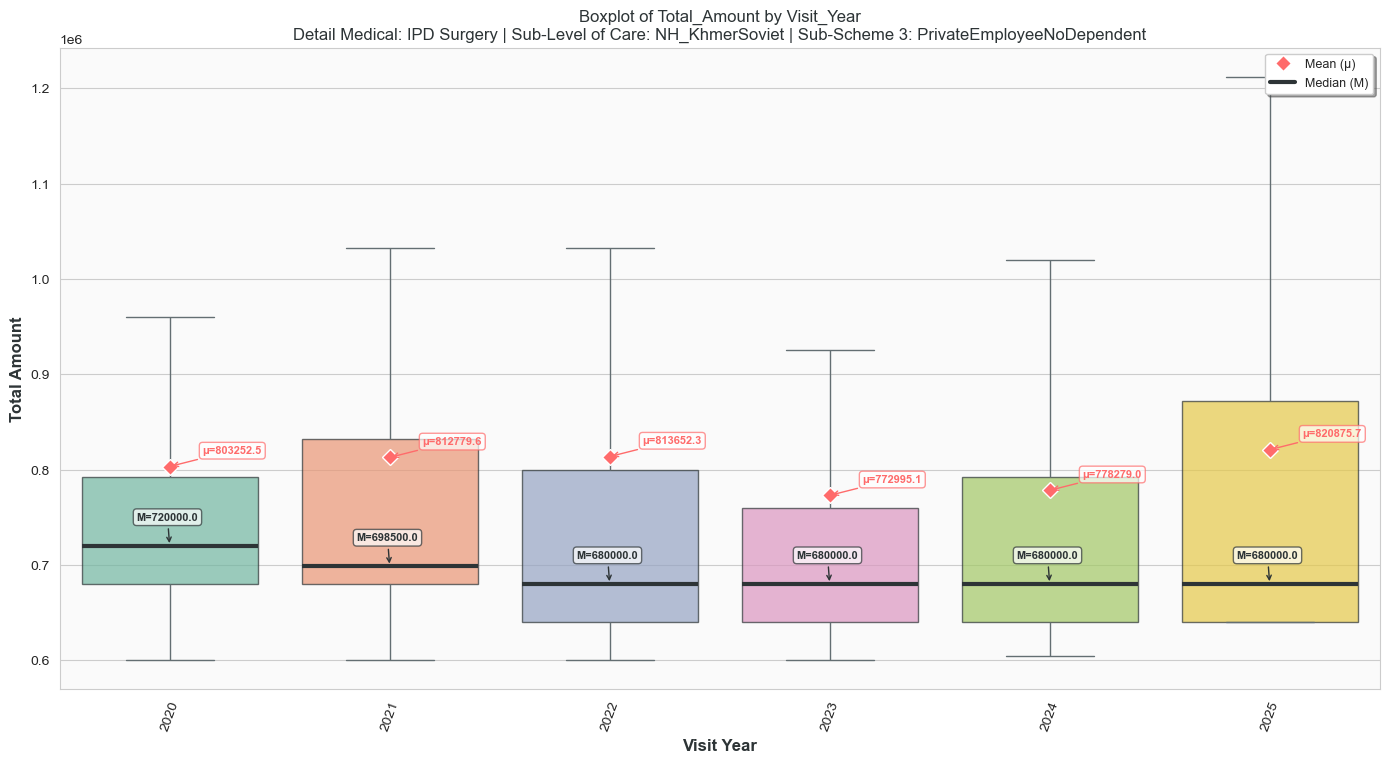 Boxplot of Total_Amount by Visit_Year
Detail Medical: IPD Surgery | Sub-Level of Care: NH_KhmerSoviet | Sub-Scheme 3: PrivateEmployeeNoDependent
1e6
Mean (μ)
Median (M)
1.2
1.1
1.0
0.9
0.8
0.7
0.6
Total Amount
μ=803252.5
μ=812779.6
μ=813652.3
μ=772995.1
μ=778279.0
μ=820875.7
M=720000.0
M=698500.0
M=680000.0
M=680000.0
M=680000.0
M=680000.0
2020
2021
2022
2023
2024
2025
Visit Year